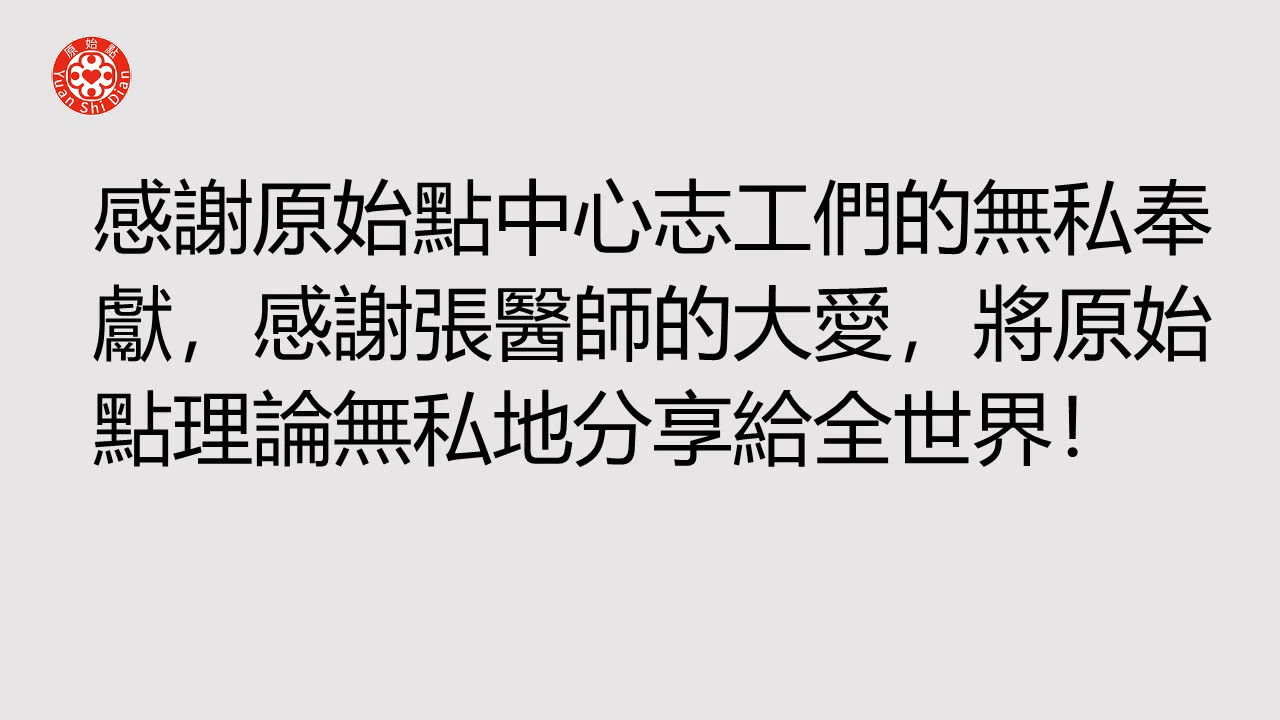 原始點
Yuan Shi Dian
感謝原始點中心志工們的無私奉
獻，感謝張醫師的大愛，將原始
點理論無私地分享給全世界！